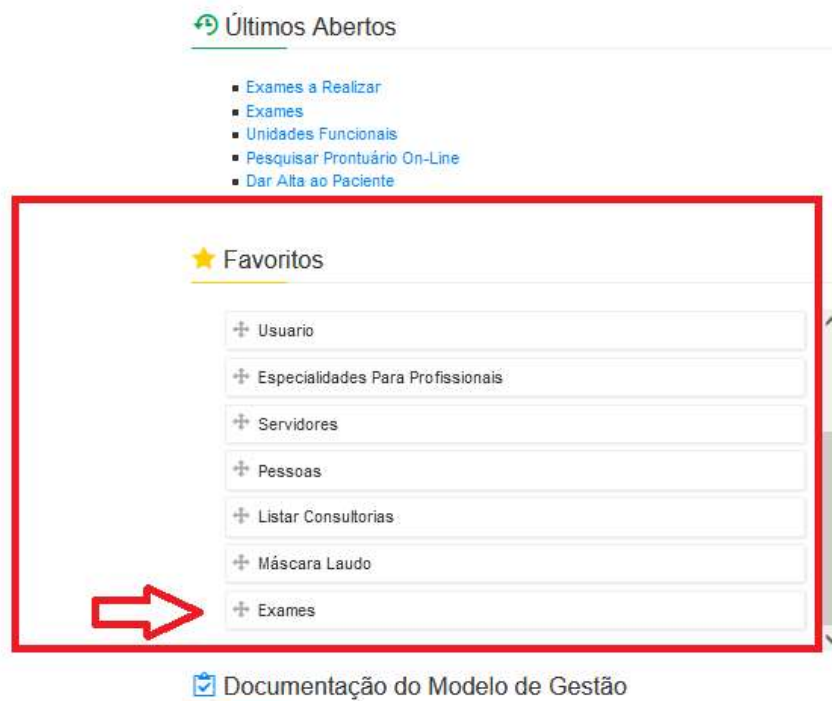 Últimos Abertos
Exames a Realizar
Exames
Unidades Funcionais
Pesquisar Prontuário On-Line
Dar Alta ao Paciente
Favoritos
Usuario
Especialidades Para Profissionais
Servidores
Pessoas
Listar Consultorias
Máscara Laudo
Exames
Documentação do Modelo de Gestão